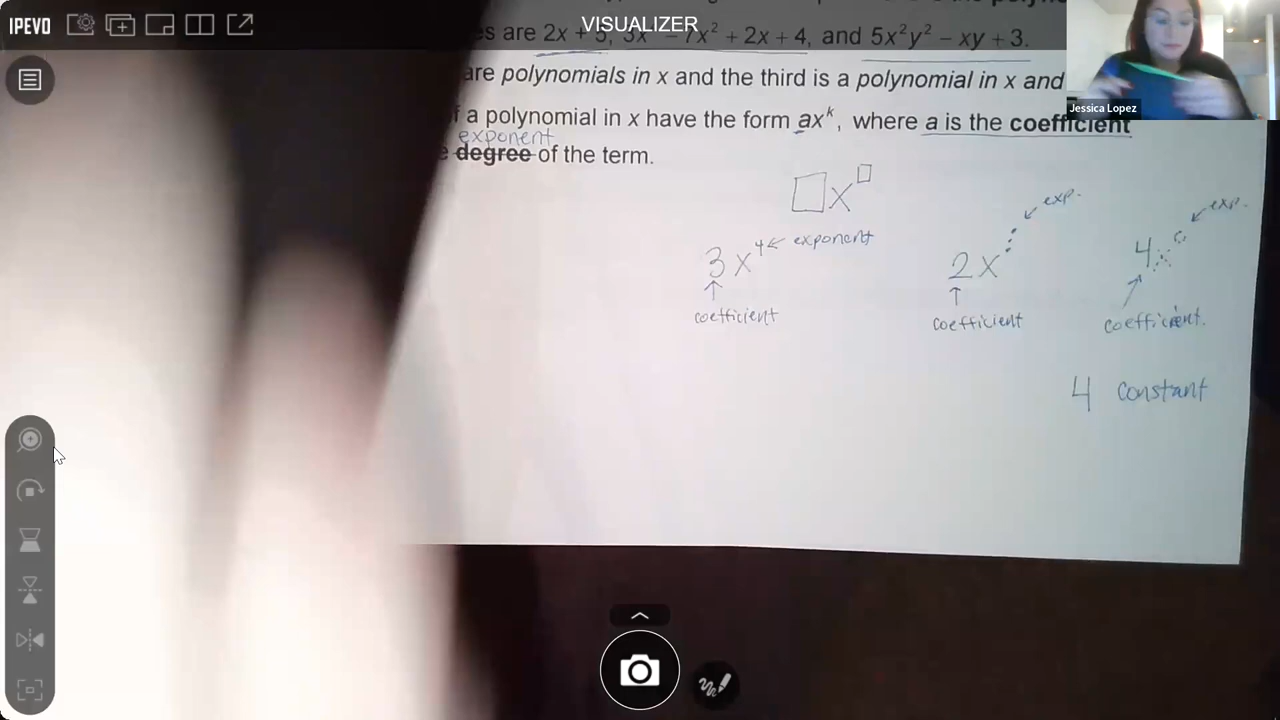 IPEVO
VISUALIZER
es are 2x + 5, 3x - 7x² + 2x + 4, and 5x²y² - xy + 3.
are polynomials in x and the third is a polynomial in x and
Jessica Lopez
f a polynomial in x have the form axᵏ, where a is the coefficient
exponent
degree of the term.
□x□
exp.
exp.
3x⁴ ← exponent
2x
4x⁰
coefficient
coefficient
coefficient.
4 constant